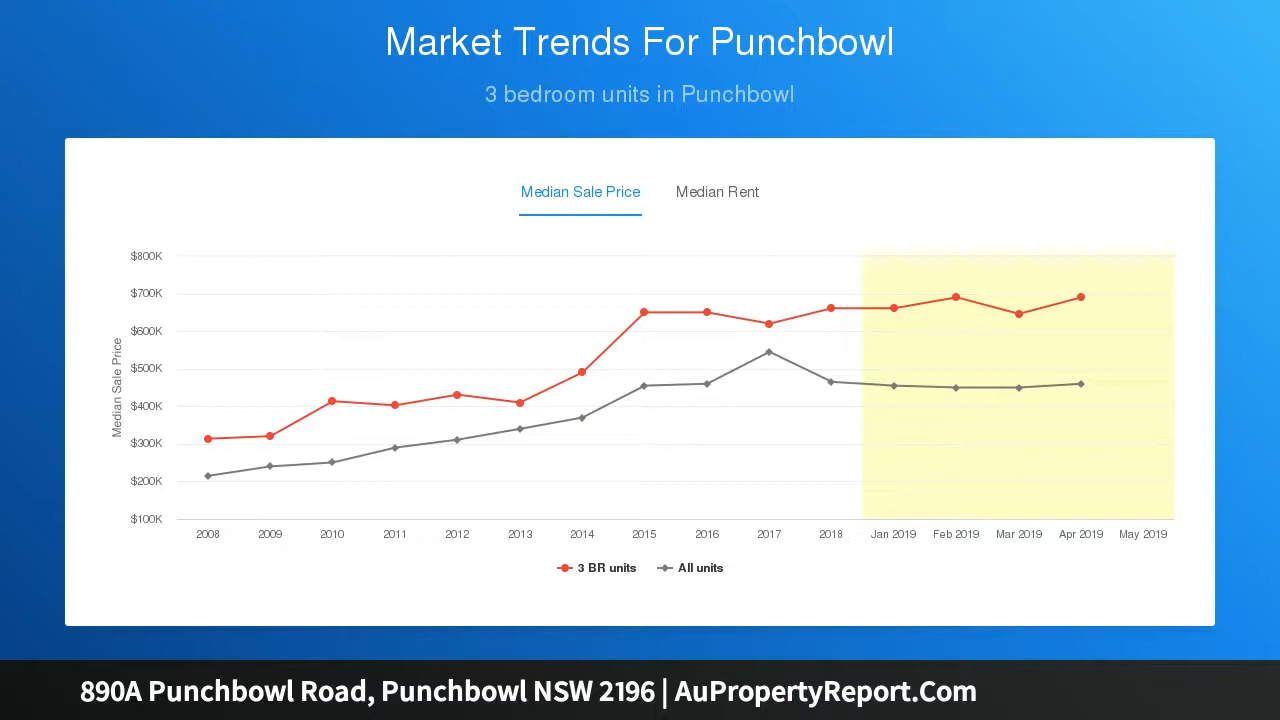 Market Trends For Punchbowl
3 bedroom units in Punchbowl
Median Sale Price Median Rent
$800K
$700K
$600K
$500K
$400K
$300K
$200K
$100K
Median Sale Price
2008 2009 2010 2011 2012 2013 2014 2015 2016 2017 2018 Jan 2019 Feb 2019 Mar 2019 Apr 2019 May 2019
3 BR units All units
890A Punchbowl Road, Punchbowl NSW 2196 | AuPropertyReport.Com